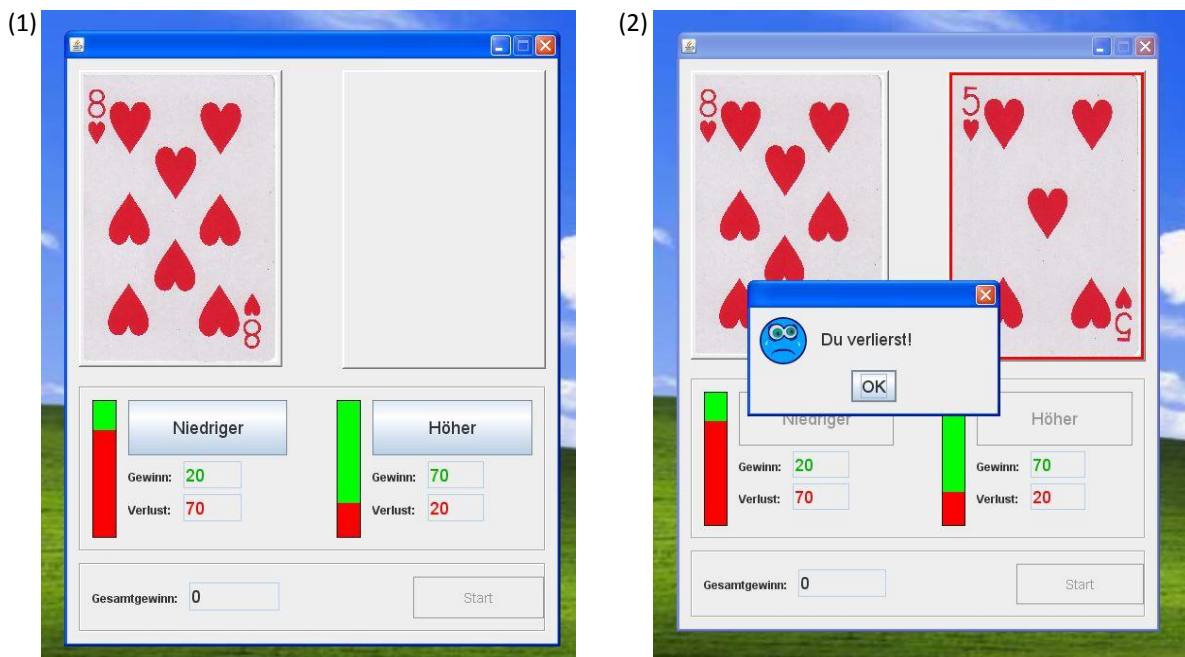 (1)
8
8
Niedriger
Höher
Gewinn: 20
Gewinn: 70
Verlust: 70
Verlust: 20
Gesamtgewinn: 0
Start
(2)
8
5
5
Du verlierst!
OK
Niedriger
Höher
Gewinn: 20
Gewinn: 70
Verlust: 70
Verlust: 20
Gesamtgewinn: 0
Start